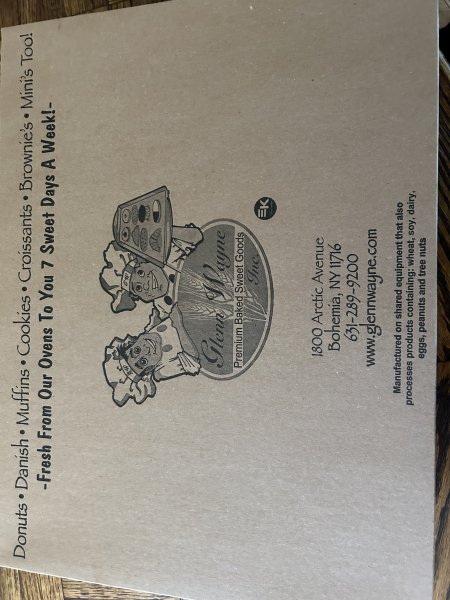 Donuts • Danish • Muffins • Cookies • Croissants • Brownie's • Mini's Too!
-Fresh From Our Ovens To You 7 Sweet Days A Week!-
Glenn Wayne
Inc.
Premium Baked Sweet Goods
1800 Arctic Avenue
Bohemia, NY 11716
631-289-9200
www.glennwayne.com
Manufactured on shared equipment that also
processes products containing: wheat, soy, dairy,
eggs, peanuts and tree nuts